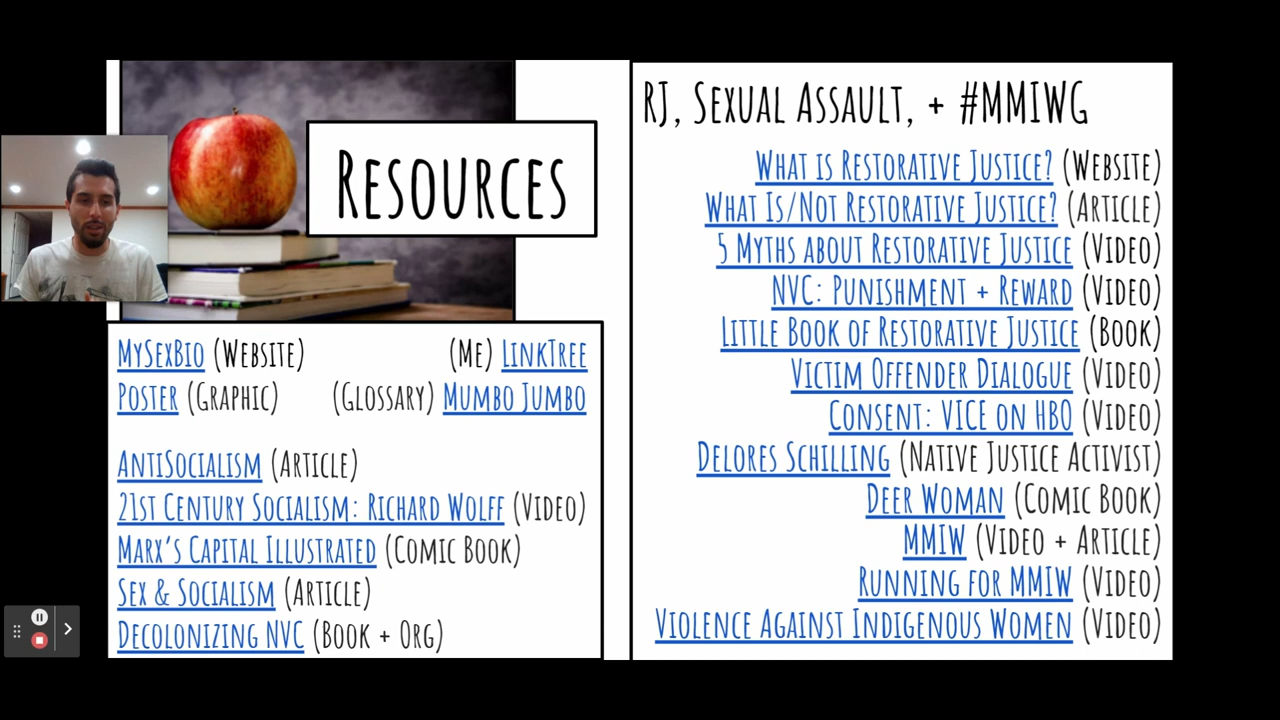 Resources
MySexBio (Website) (Me) LinkTree
Poster (Graphic) (Glossary) Mumbo Jumbo
AntiSocialism (Article)
21st Century Socialism: Richard Wolff (Video)
Marx's Capital Illustrated (Comic Book)
Sex & Socialism (Article)
Decolonizing NVC (Book + Org)
RJ, Sexual Assault, + #MMIWG
What is Restorative Justice? (Website)
What Is/Not Restorative Justice? (Article)
5 Myths about Restorative Justice (Video)
NVC: Punishment + Reward (Video)
Little Book of Restorative Justice (Book)
Victim Offender Dialogue (Video)
Consent: VICE on HBO (Video)
Delores Schilling (Native Justice Activist)
Deer Woman (Comic Book)
MMIW (Video + Article)
Running for MMIW (Video)
Violence Against Indigenous Women (Video)